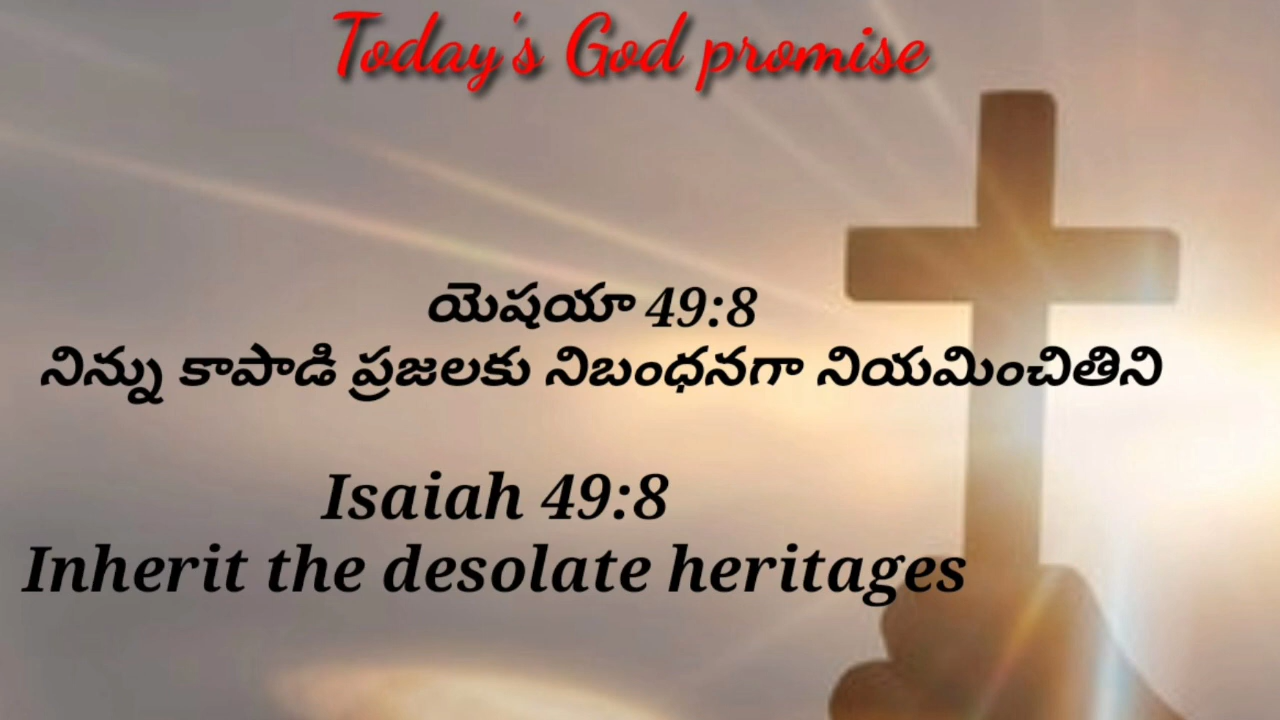 Today's God promise
యెషయా 49:8
నిన్ను కాపాడి ప్రజలకు నిబంధనగా నియమించితిని
Isaiah 49:8
Inherit the desolate heritages